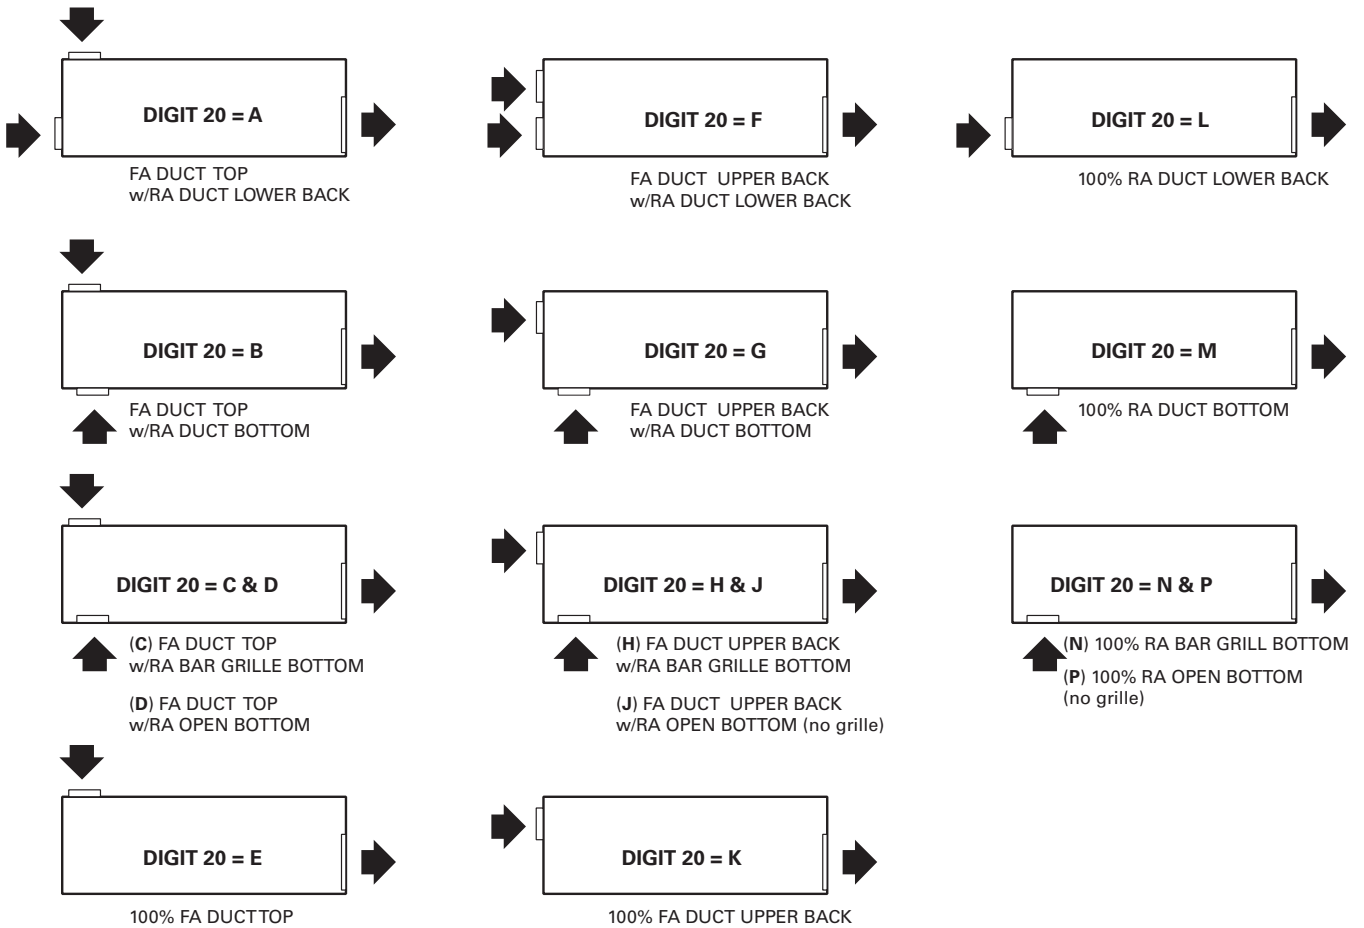 DIGIT 20 = A
FA DUCT TOP
w/RA DUCT LOWER BACK
DIGIT 20 = F
FA DUCT UPPER BACK
w/RA DUCT LOWER BACK
DIGIT 20 = L
100% RA DUCT LOWER BACK
DIGIT 20 = B
FA DUCT TOP
w/RA DUCT BOTTOM
DIGIT 20 = G
FA DUCT UPPER BACK
w/RA DUCT BOTTOM
DIGIT 20 = M
100% RA DUCT BOTTOM
DIGIT 20 = C & D
(C) FA DUCT TOP
w/RA BAR GRILLE BOTTOM
(D) FA DUCT TOP
w/RA OPEN BOTTOM
DIGIT 20 = H & J
(H) FA DUCT UPPER BACK
w/RA BAR GRILLE BOTTOM
(J) FA DUCT UPPER BACK
w/RA OPEN BOTTOM (no grille)
DIGIT 20 = N & P
(N) 100% RA BAR GRILL BOTTOM
(P) 100% RA OPEN BOTTOM
(no grille)
DIGIT 20 = E
100% FA DUCT TOP
DIGIT 20 = K
100% FA DUCT UPPER BACK